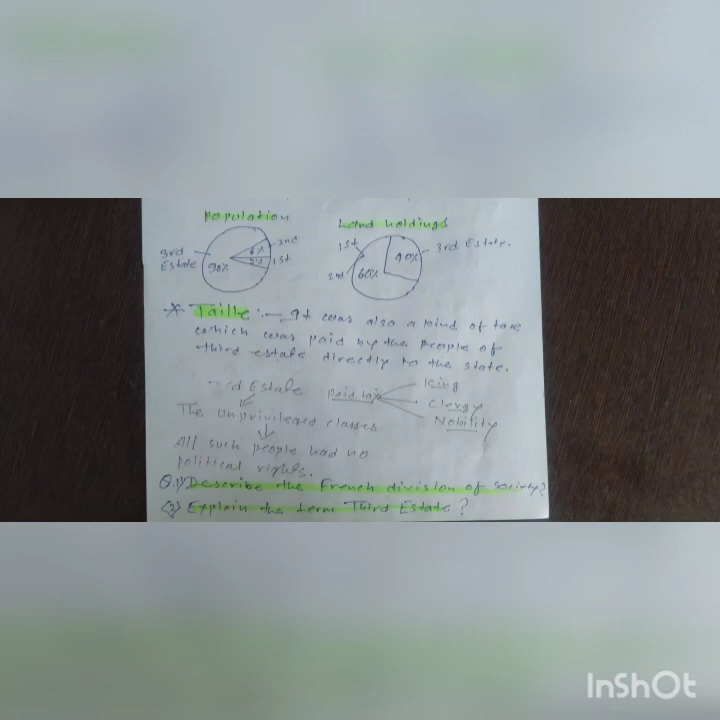 Population
Land holdings
3rd Estate
90%
2nd
1st
1st
2nd
60%
40%
3rd Estate.
* Taille :— It was also a kind of tax
which was paid by the people of
third estate directly to the state.
Estate
Paid tax
King
Clergy
Nobility
The unprivileged classes
All such people had no
political rights.
Q.1) Describe the French division of society?
(2) Explain the term Third Estate?
InShOt